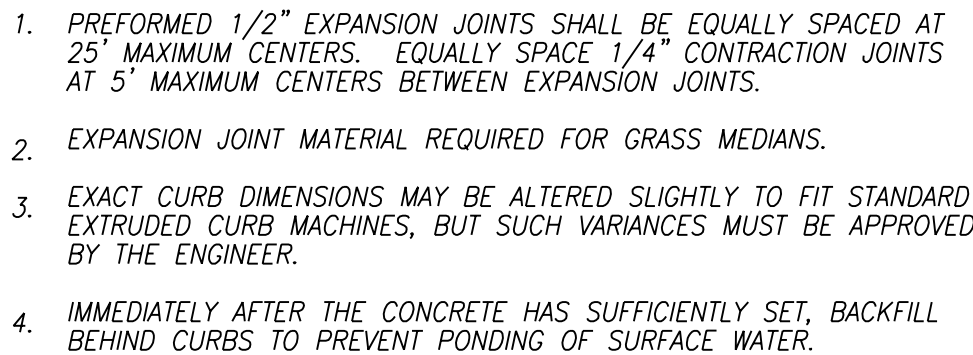 1. PREFORMED 1/2" EXPANSION JOINTS SHALL BE EQUALLY SPACED AT
25' MAXIMUM CENTERS. EQUALLY SPACE 1/4" CONTRACTION JOINTS
AT 5' MAXIMUM CENTERS BETWEEN EXPANSION JOINTS.
2. EXPANSION JOINT MATERIAL REQUIRED FOR GRASS MEDIANS.
3. EXACT CURB DIMENSIONS MAY BE ALTERED SLIGHTLY TO FIT STANDARD
EXTRUDED CURB MACHINES, BUT SUCH VARIANCES MUST BE APPROVED
BY THE ENGINEER.
4. IMMEDIATELY AFTER THE CONCRETE HAS SUFFICIENTLY SET, BACKFILL
BEHIND CURBS TO PREVENT PONDING OF SURFACE WATER.